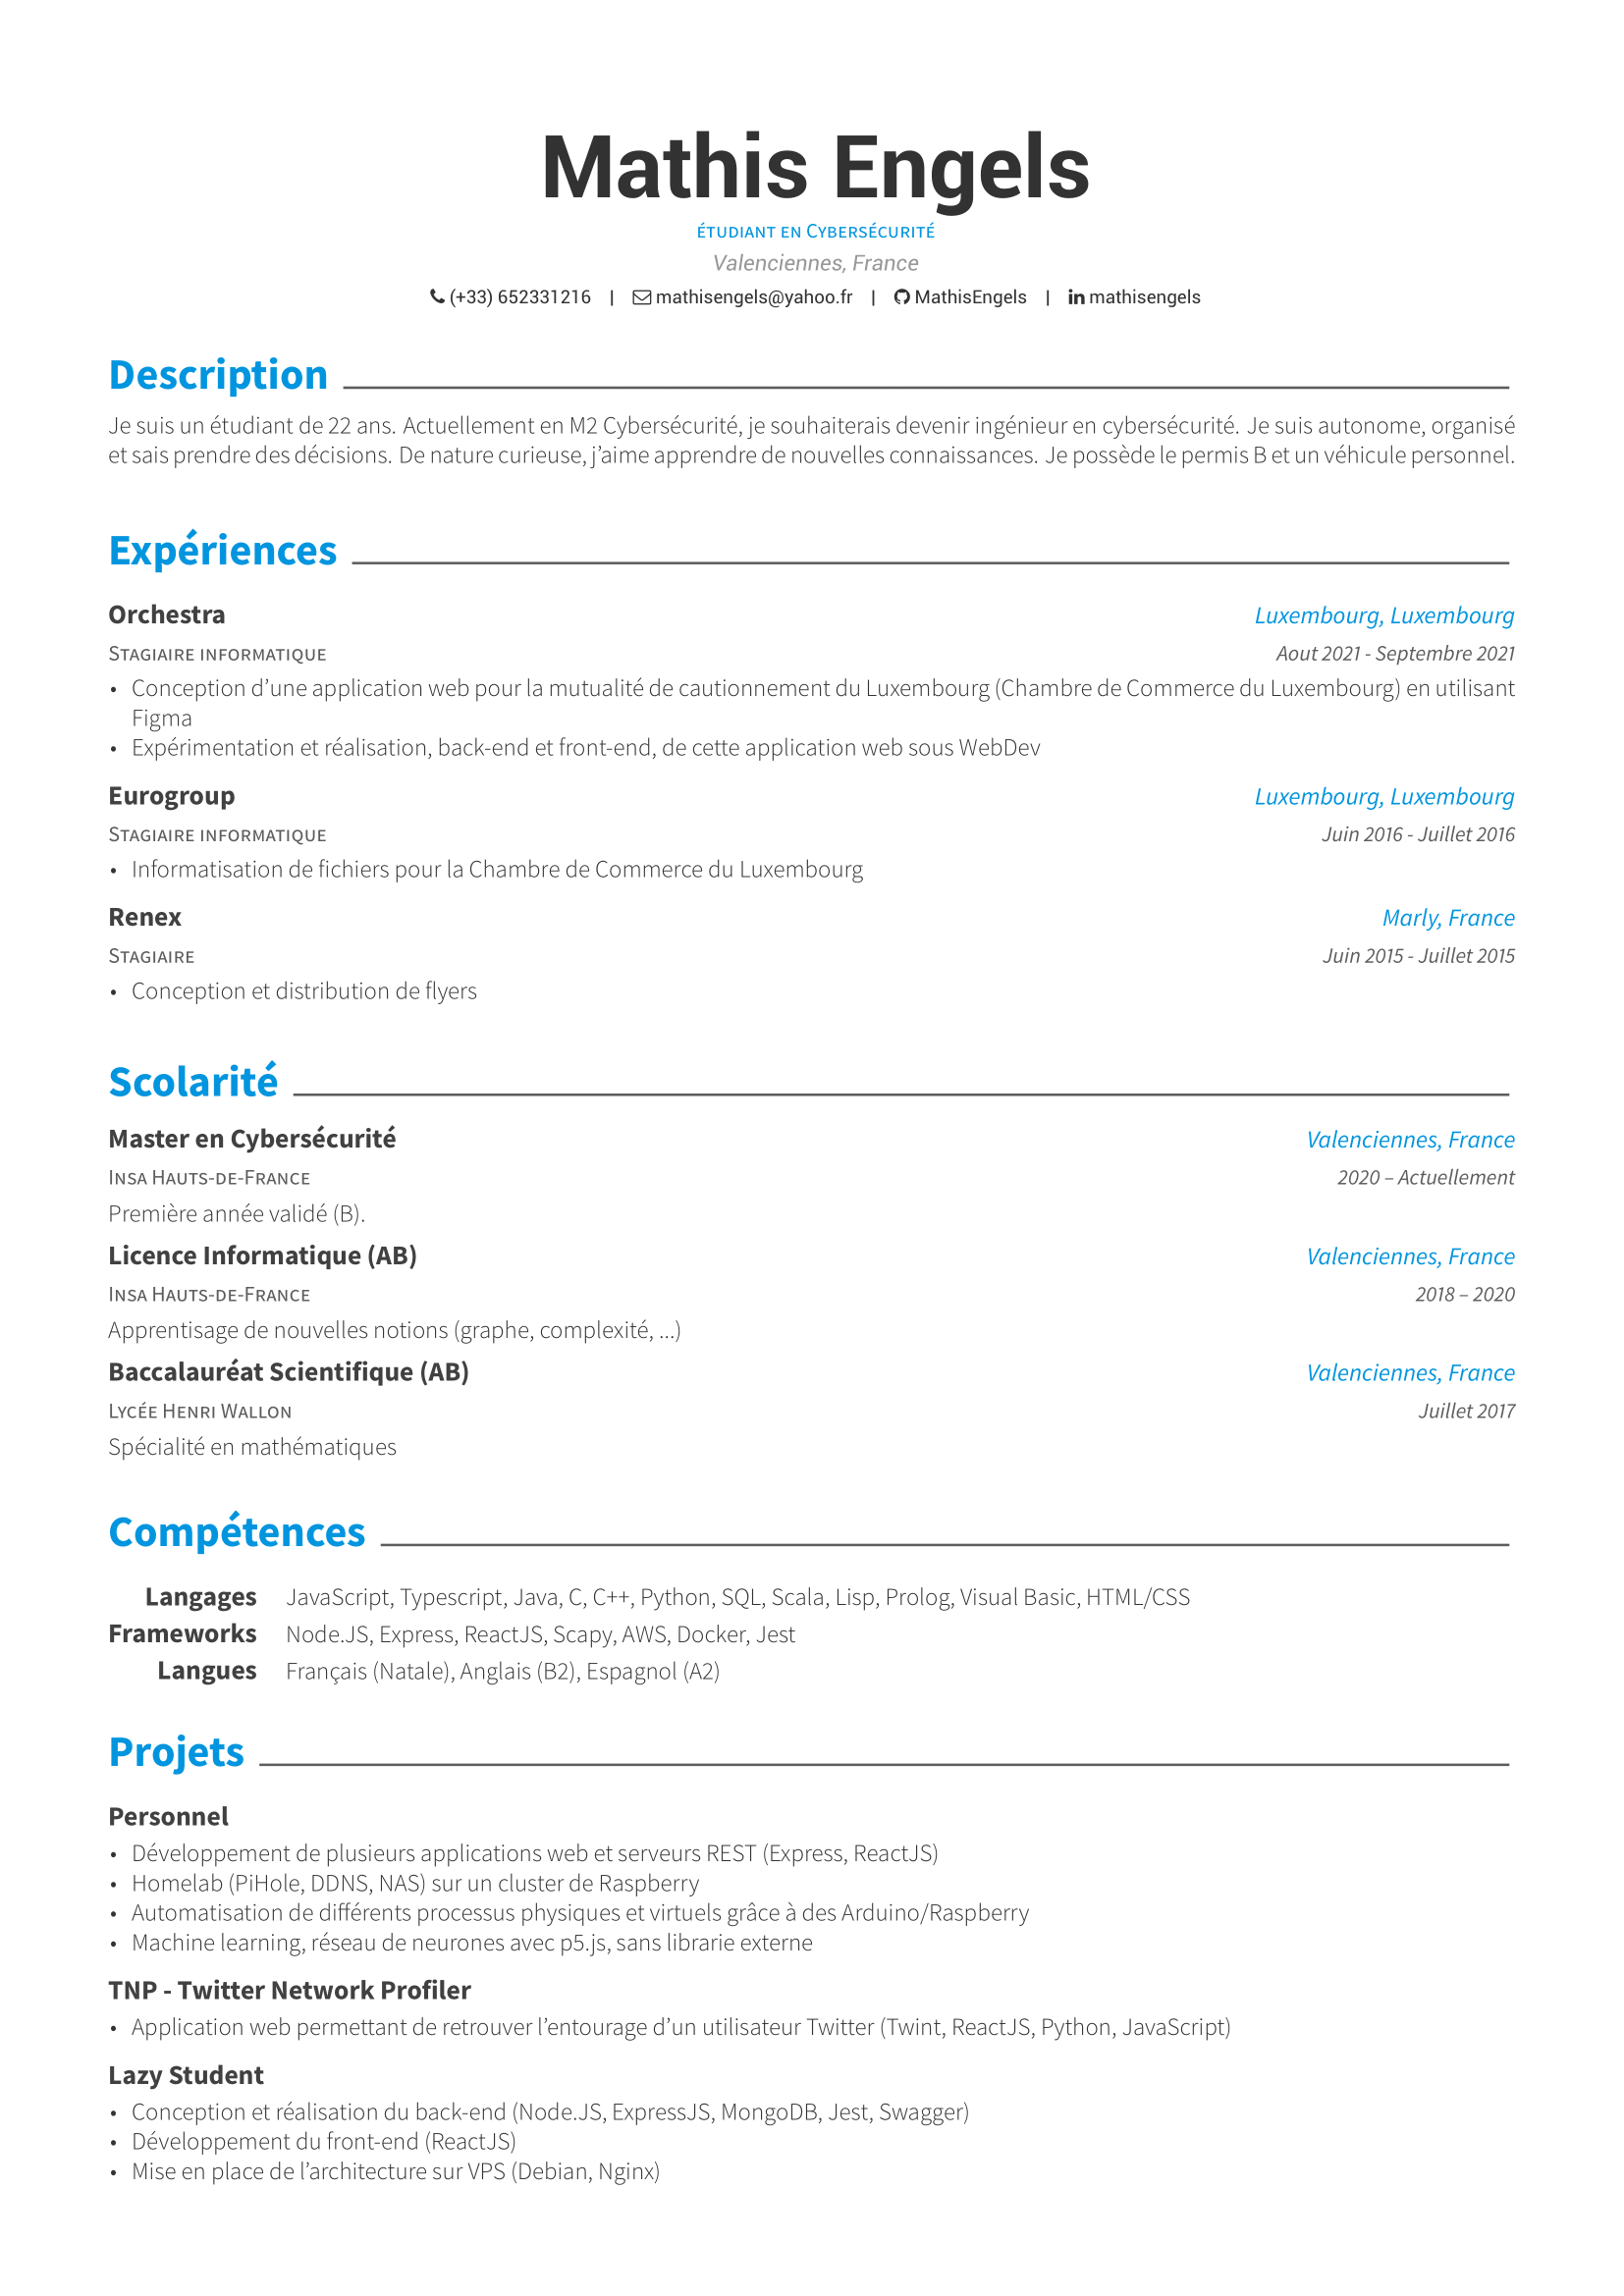 Mathis Engels
étudiant en Cybersécurité
Valenciennes, France
(+33) 652331216 | mathisengels@yahoo.fr | MathisEngels | mathisengels
Description
Je suis un étudiant de 22 ans. Actuellement en M2 Cybersécurité, je souhaiterais devenir ingénieur en cybersécurité. Je suis autonome, organisé
et sais prendre des décisions. De nature curieuse, j’aime apprendre de nouvelles connaissances. Je possède le permis B et un véhicule personnel.
Expériences
Orchestra Luxembourg, Luxembourg
Stagiaire informatique Aout 2021 - Septembre 2021
• Conception d’une application web pour la mutualité de cautionnement du Luxembourg (Chambre de Commerce du Luxembourg) en utilisant
Figma
• Expérimentation et réalisation, back-end et front-end, de cette application web sous WebDev
Eurogroup Luxembourg, Luxembourg
Stagiaire informatique Juin 2016 - Juillet 2016
• Informatisation de fichiers pour la Chambre de Commerce du Luxembourg
Renex Marly, France
Stagiaire Juin 2015 - Juillet 2015
• Conception et distribution de flyers
Scolarité
Master en Cybersécurité Valenciennes, France
Insa Hauts-de-France 2020 – Actuellement
Première année validé (B).
Licence Informatique (AB) Valenciennes, France
Insa Hauts-de-France 2018 – 2020
Apprentisage de nouvelles notions (graphe, complexité, ...)
Baccalauréat Scientifique (AB) Valenciennes, France
Lycée Henri Wallon Juillet 2017
Spécialité en mathématiques
Compétences
Langages JavaScript, Typescript, Java, C, C++, Python, SQL, Scala, Lisp, Prolog, Visual Basic, HTML/CSS
Frameworks Node.JS, Express, ReactJS, Scapy, AWS, Docker, Jest
Langues Français (Natale), Anglais (B2), Espagnol (A2)
Projets
Personnel
• Développement de plusieurs applications web et serveurs REST (Express, ReactJS)
• Homelab (PiHole, DDNS, NAS) sur un cluster de Raspberry
• Automatisation de différents processus physiques et virtuels grâce à des Arduino/Raspberry
• Machine learning, réseau de neurones avec p5.js, sans librarie externe
TNP - Twitter Network Profiler
• Application web permettant de retrouver l’entourage d’un utilisateur Twitter (Twint, ReactJS, Python, JavaScript)
Lazy Student
• Conception et réalisation du back-end (Node.JS, ExpressJS, MongoDB, Jest, Swagger)
• Développement du front-end (ReactJS)
• Mise en place de l’architecture sur VPS (Debian, Nginx)